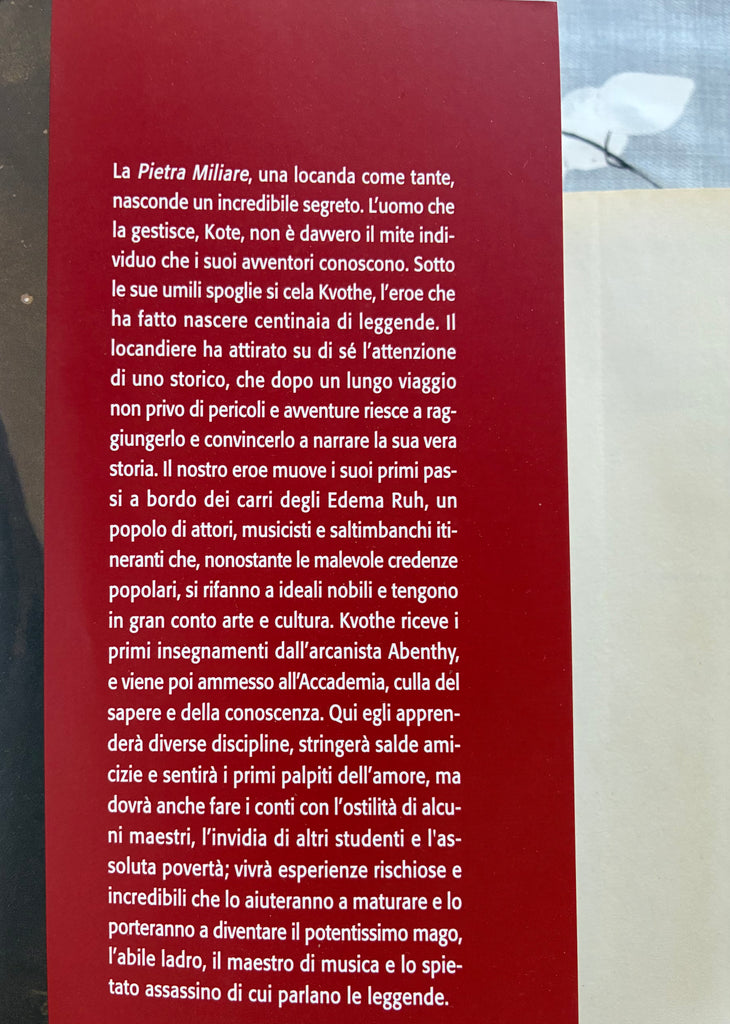 La Pietra Miliare, una locanda come tante,
nasconde un incredibile segreto. L'uomo che
la gestisce, Kote, non è davvero il mite indi-
viduo che i suoi avventori conoscono. Sotto
le sue umili spoglie si cela Kvothe, l'eroe che
ha fatto nascere centinaia di leggende. Il
locandiere ha attirato su di sé l'attenzione
di uno storico, che dopo un lungo viaggio
non privo di pericoli e avventure riesce a rag-
giungerlo e convincerlo a narrare la sua vera
storia. Il nostro eroe muove i suoi primi pas-
si a bordo dei carri degli Edema Ruh, un
popolo di attori, musicisti e saltimbanchi iti-
neranti che, nonostante le malevole credenze
popolari, si rifanno a ideali nobili e tengono
in gran conto arte e cultura. Kvothe riceve i
primi insegnamenti dall'arcanista Abenthy,
e viene poi ammesso all'Accademia, culla del
sapere e della conoscenza. Qui egli appren-
derà diverse discipline, stringerà salde ami-
cizie e sentirà i primi palpiti dell'amore, ma
dovrà anche fare i conti con l'ostilità di alcu-
ni maestri, l'invidia di altri studenti e l'as-
soluta povertà; vivrà esperienze rischiose e
incredibili che lo aiuteranno a maturare e lo
porteranno a diventare il potentissimo mago,
l'abile ladro, il maestro di musica e lo spie-
tato assassino di cui parlano le leggende.